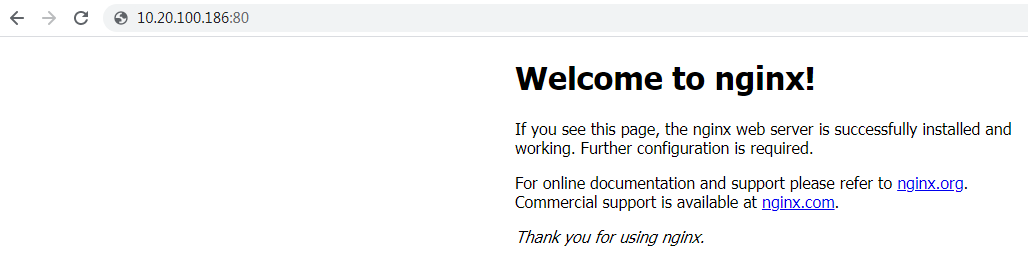 10.20.100.186:80
Welcome to nginx!
If you see this page, the nginx web server is successfully installed and
working. Further configuration is required.
For online documentation and support please refer to nginx.org.
Commercial support is available at nginx.com.
Thank you for using nginx.